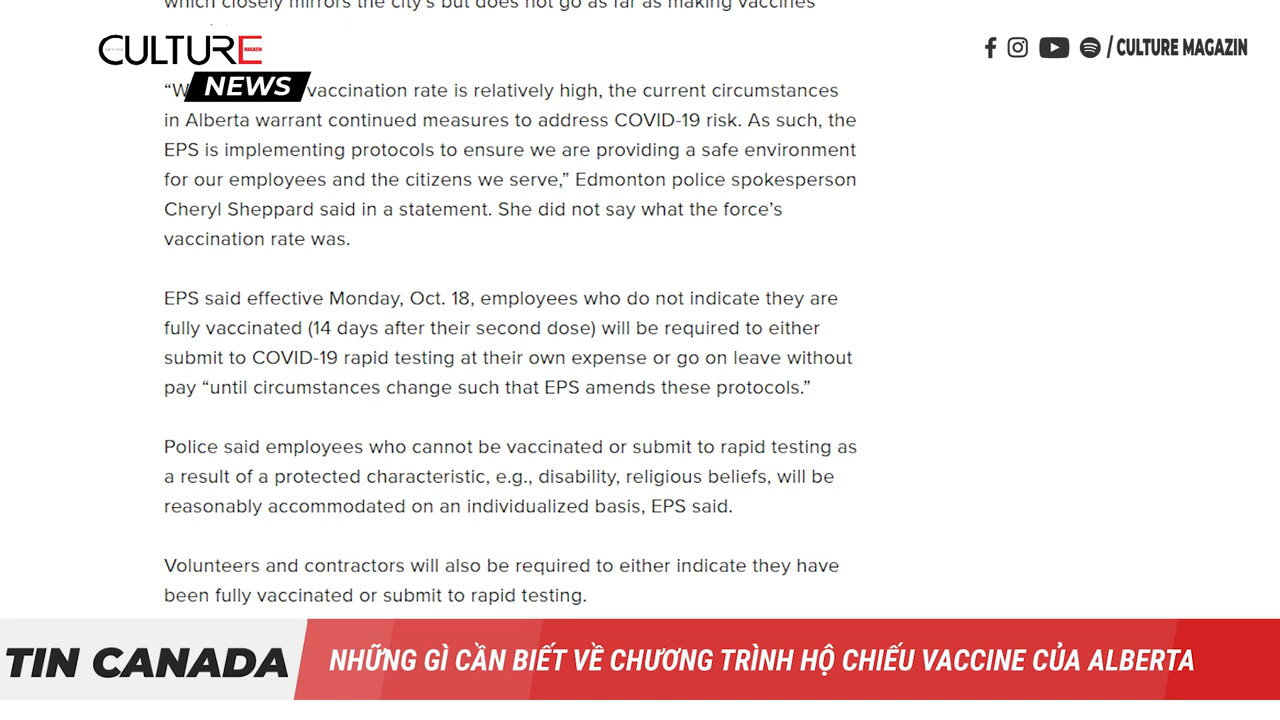 which closely mirrors the city's but does not go as far as making vaccines
CULTURE
MAGAZIN
NEWS
/ CULTURE MAGAZIN
“W vaccination rate is relatively high, the current circumstances
in Alberta warrant continued measures to address COVID-19 risk. As such, the
EPS is implementing protocols to ensure we are providing a safe environment
for our employees and the citizens we serve,” Edmonton police spokesperson
Cheryl Sheppard said in a statement. She did not say what the force’s
vaccination rate was.
EPS said effective Monday, Oct. 18, employees who do not indicate they are
fully vaccinated (14 days after their second dose) will be required to either
submit to COVID-19 rapid testing at their own expense or go on leave without
pay “until circumstances change such that EPS amends these protocols.”
Police said employees who cannot be vaccinated or submit to rapid testing as
a result of a protected characteristic, e.g., disability, religious beliefs, will be
reasonably accommodated on an individualized basis, EPS said.
Volunteers and contractors will also be required to either indicate they have
been fully vaccinated or submit to rapid testing.
TIN CANADA
NHỮNG GÌ CẦN BIẾT VỀ CHƯƠNG TRÌNH HỘ CHIẾU VACCINE CỦA ALBERTA